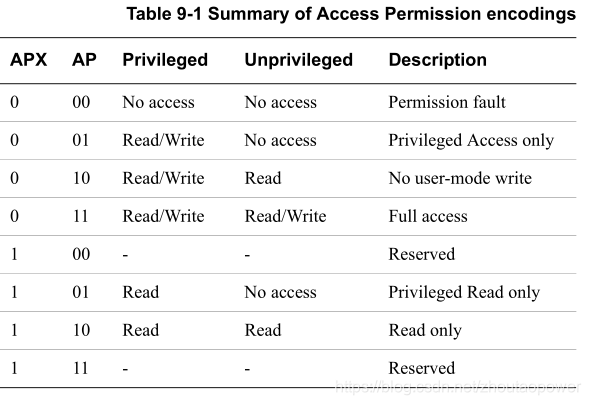 Table 9-1 Summary of Access Permission encodings
APX AP Privileged Unprivileged Description
0 00 No access No access Permission fault
0 01 Read/Write No access Privileged Access only
0 10 Read/Write Read No user-mode write
0 11 Read/Write Read/Write Full access
1 00 - - Reserved
1 01 Read No access Privileged Read only
1 10 Read Read Read only
1 11 - - Reserved
https://blog.csdn.net/zhoutaopower